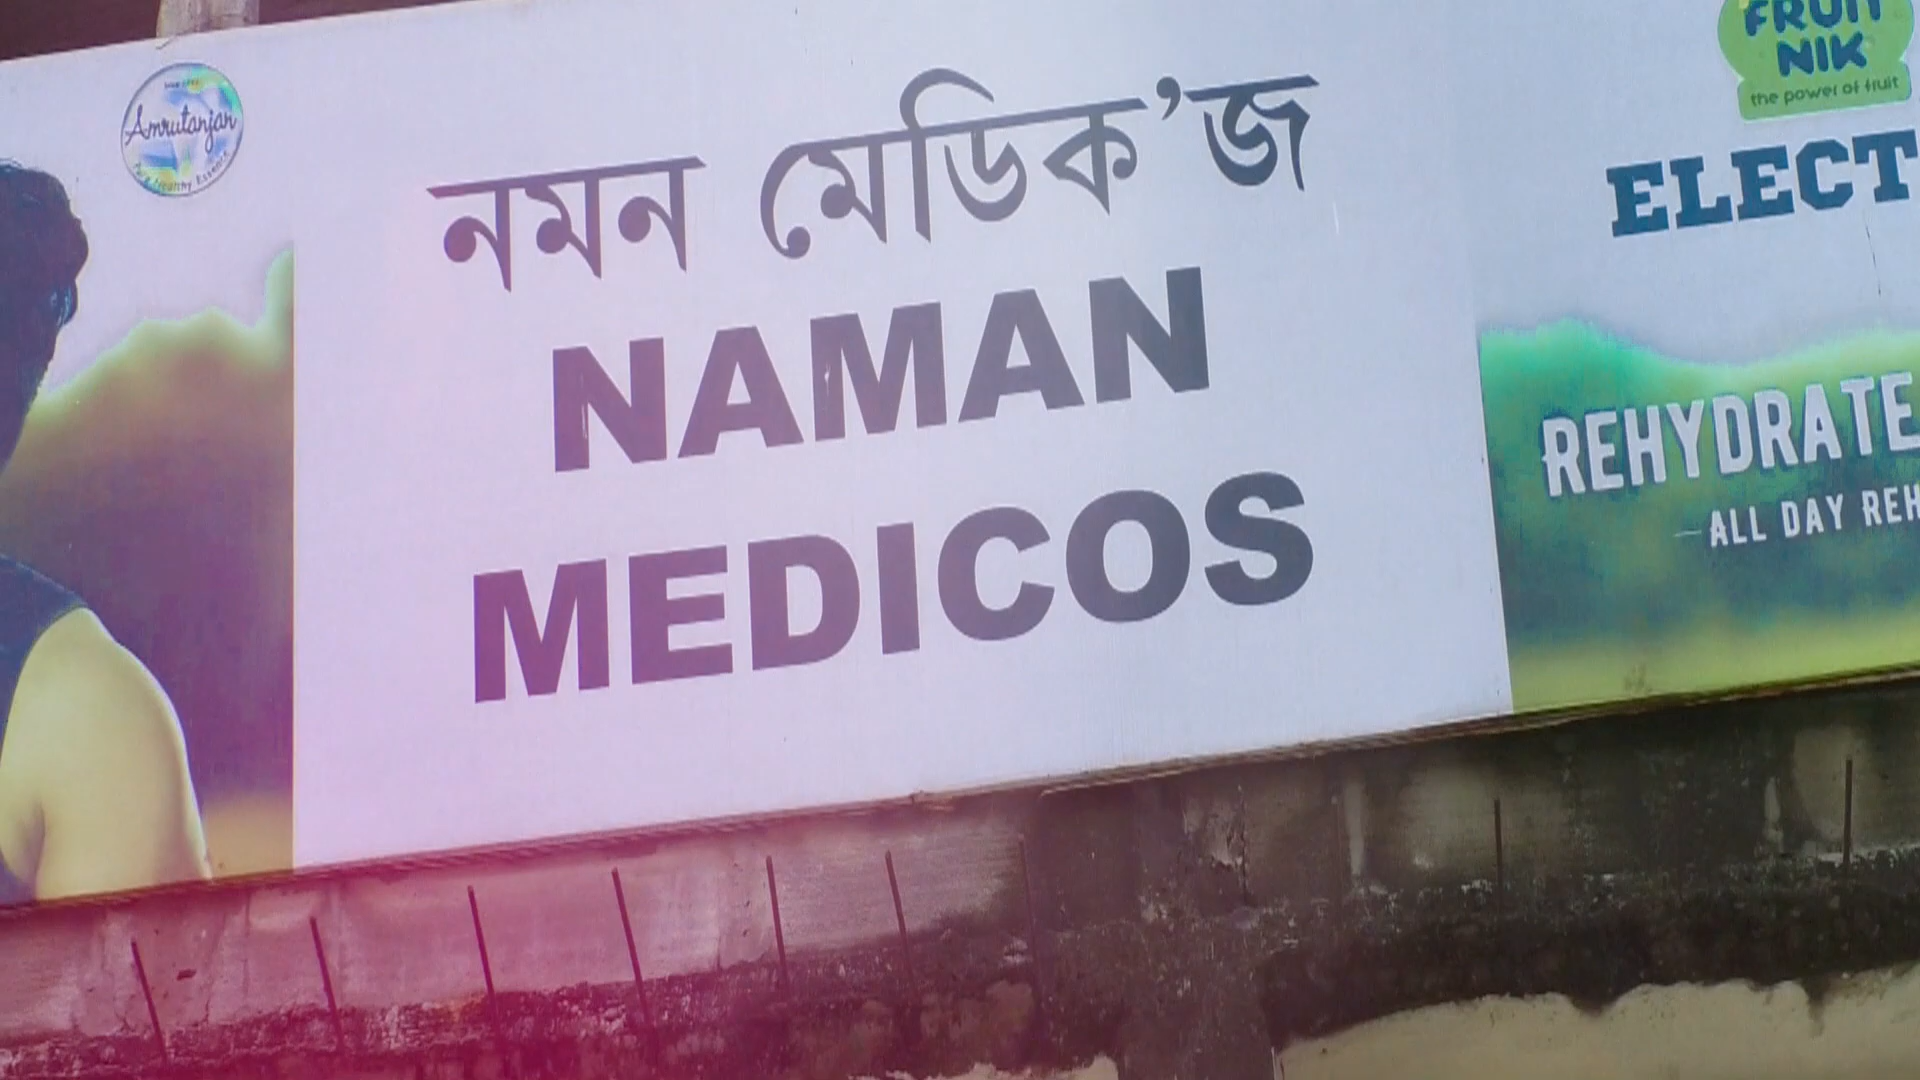 Amrutanjan
নমন মেডিক'জ
NAMAN
MEDICOS
FRUIT
NIK
the power of fruit
ELECT
REHYDRATE
ALL DAY REH